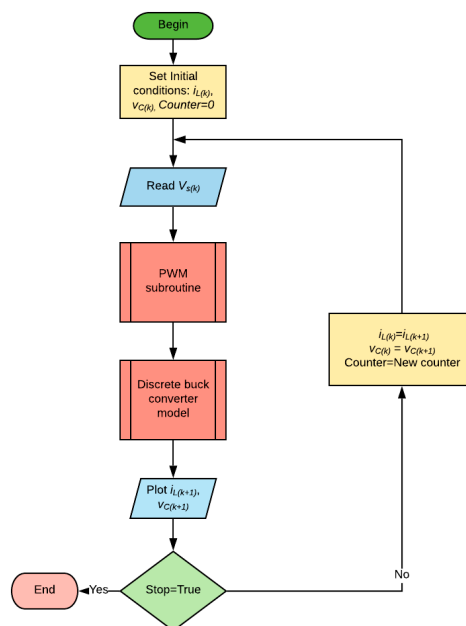 Begin
Set Initial
conditions: iL(k),
vC(k), Counter=0
Read Vs(k)
PWM
subroutine
Discrete buck
converter
model
Plot iL(k+1),
vC(k+1)
Stop=True
Yes
End
No
iL(k)=iL(k+1)
vC(k) = vC(k+1)
Counter=New counter